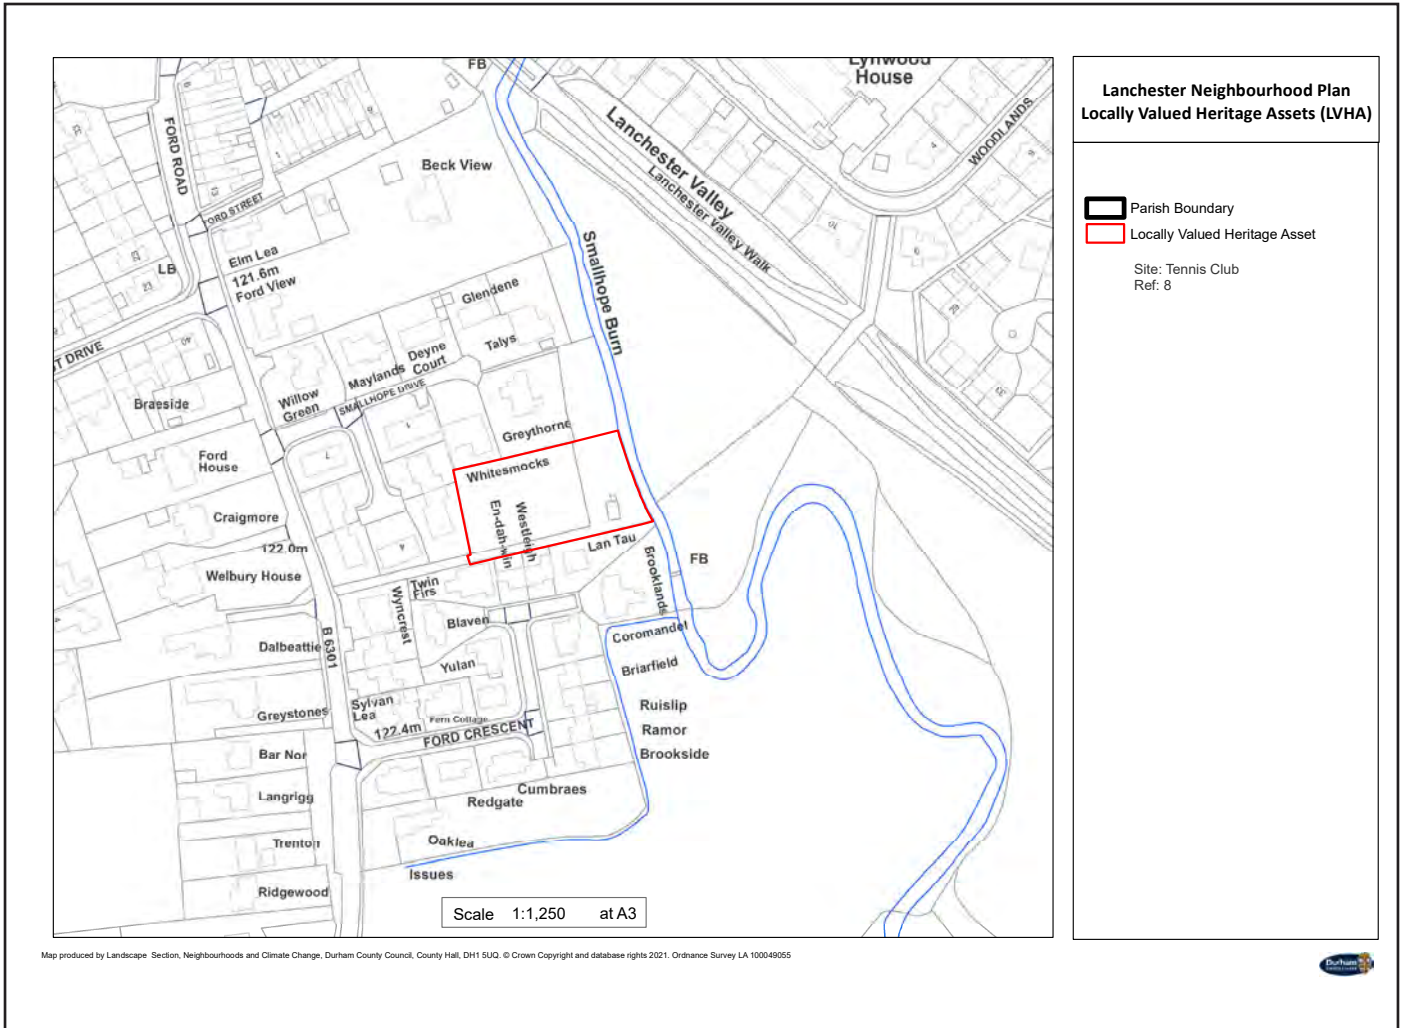 Lanchester Neighbourhood Plan
Locally Valued Heritage Assets (LVHA)
Parish Boundary
Locally Valued Heritage Asset
Site: Tennis Club
Ref: 8
FB
Lynwood
House
FORD ROAD
Beck View
Lanchester Valley
Lanchester Valley Walk
WOODLANDS
FORD STREET
Elm Lea
LB
121.6m
Ford View
Smallhope Burn
Glendene
Talys
Deyne
Court
Maylands
SMALLHOPE DRIVE
Willow
Green
T DRIVE
Braeside
Greythorne
Ford
House
Whitesmocks
Craigmore
En-dah-win
Westleigh
122.0m
Lan Tau
Welbury House
FB
Brooklands
Twin
Firs
Wyncrest
Blaven
Coromandel
Dalbeattie
B 6301
Yulan
Briarfield
Sylvan
Lea
Ruislip
Greystones
Fern Cottage
122.4m
FORD CRESCENT
Ramor
Bar Nor
Brookside
Cumbraes
Langrigg
Redgate
Trenton
Oaklea
Issues
Ridgewood
Scale 1:1,250 at A3
Map produced by Landscape Section, Neighbourhoods and Climate Change, Durham County Council, County Hall, DH1 5UQ. © Crown Copyright and database rights 2021. Ordnance Survey LA 100049055
Durham